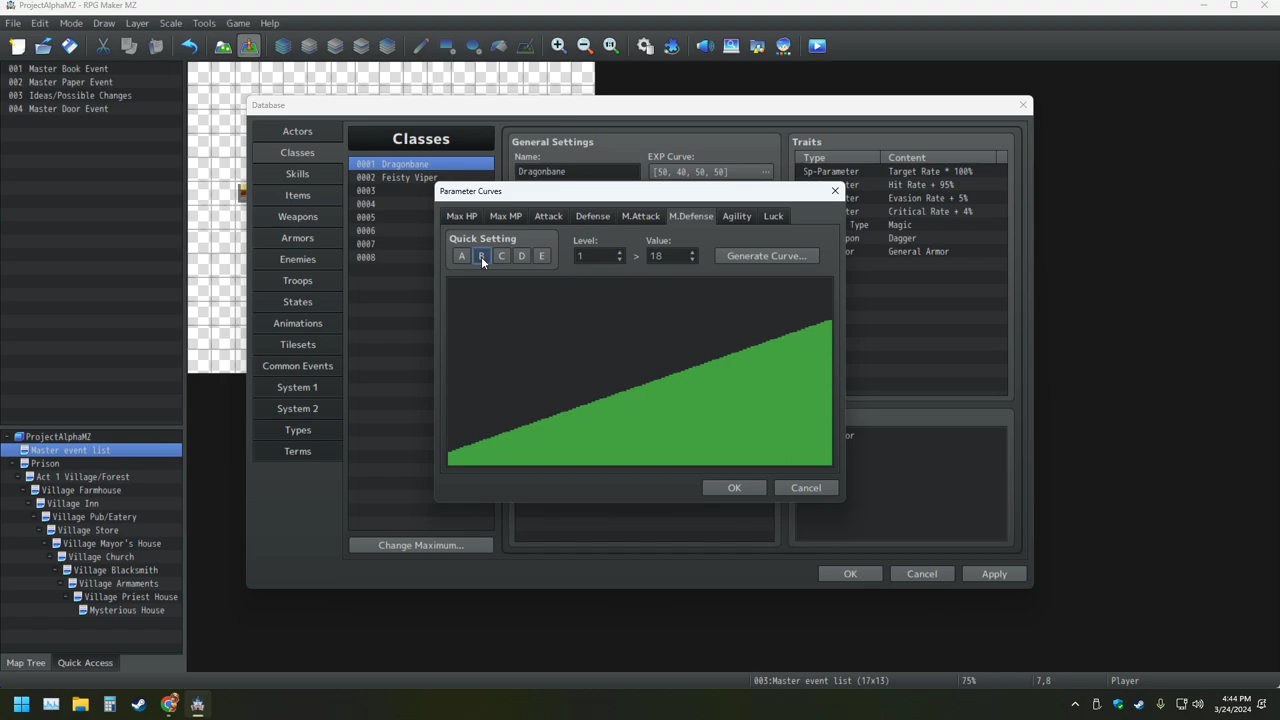 ProjectAlphaMZ - RPG Maker MZ
File Edit Mode Draw Layer Scale Tools Game Help
001 Master Book Event
002 Master Paper Event
003 Ideas/Possible Changes
004 Master Door Event
ProjectAlphaMZ
Master event list
Prison
Act 1 Village/Forest
Village Farmhouse
Village Inn
Village Pub/Eatery
Village Store
Village Mayor's House
Village Church
Village Blacksmith
Village Armaments
Village Priest House
Mysterious House
Map Tree Quick Access
Database
Actors
Classes
Skills
Items
Weapons
Armors
Enemies
Troops
States
Animations
Tilesets
Common Events
System 1
System 2
Types
Terms
Classes
0001 Dragonbane
0002 Feisty Viper
0003
0004
0005
0006
0007
0008
Change Maximum...
General Settings
Name: EXP Curve:
Dragonbane [50, 40, 50, 50] ...
Traits
Type Content
Sp-Parameter Target Rate * 100%
ter Hit Rate + 95%
ter Evasion Rate + 5%
ter Critical Rate + 4%
Type Magic
pon Dagger
or General Armor
or
Parameter Curves
Max HP Max MP Attack Defense M.Attack M.Defense Agility Luck
Quick Setting Level: Value:
A B C D E 1 > 18 Generate Curve...
OK Cancel
OK Cancel Apply
003:Master event list (17x13) 75% 7,8 Player
4:44 PM
3/24/2024